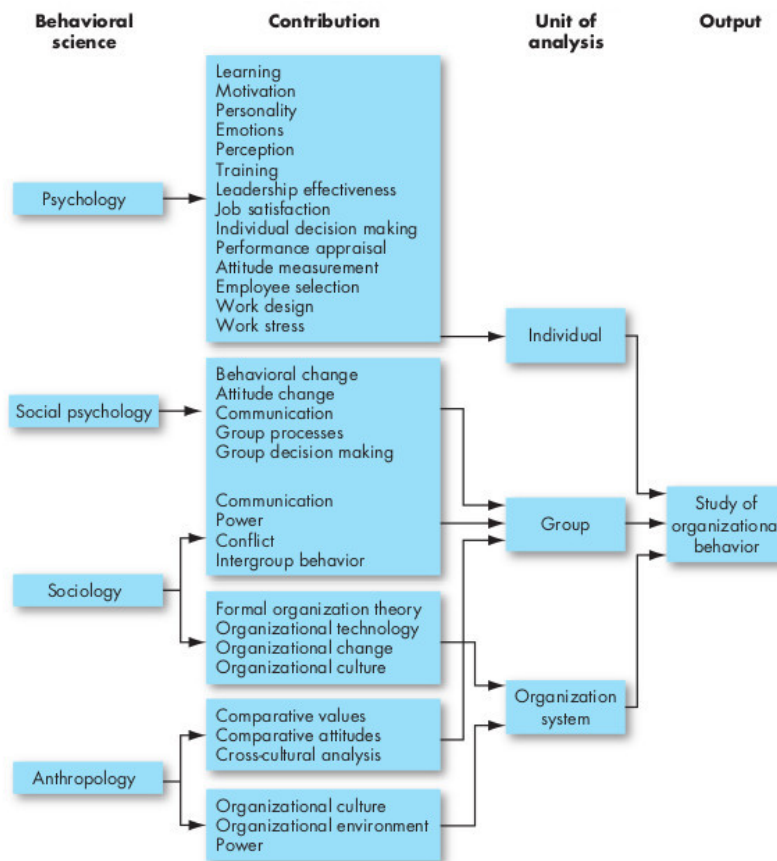 Behavioral
science
Contribution
Unit of
analysis
Output
Psychology
Learning
Motivation
Personality
Emotions
Perception
Training
Leadership effectiveness
Job satisfaction
Individual decision making
Performance appraisal
Attitude measurement
Employee selection
Work design
Work stress
Individual
Social psychology
Behavioral change
Attitude change
Communication
Group processes
Group decision making
Communication
Power
Conflict
Intergroup behavior
Group
Study of
organizational
behavior
Sociology
Formal organization theory
Organizational technology
Organizational change
Organizational culture
Organization
system
Anthropology
Comparative values
Comparative attitudes
Cross-cultural analysis
Organizational culture
Organizational environment
Power